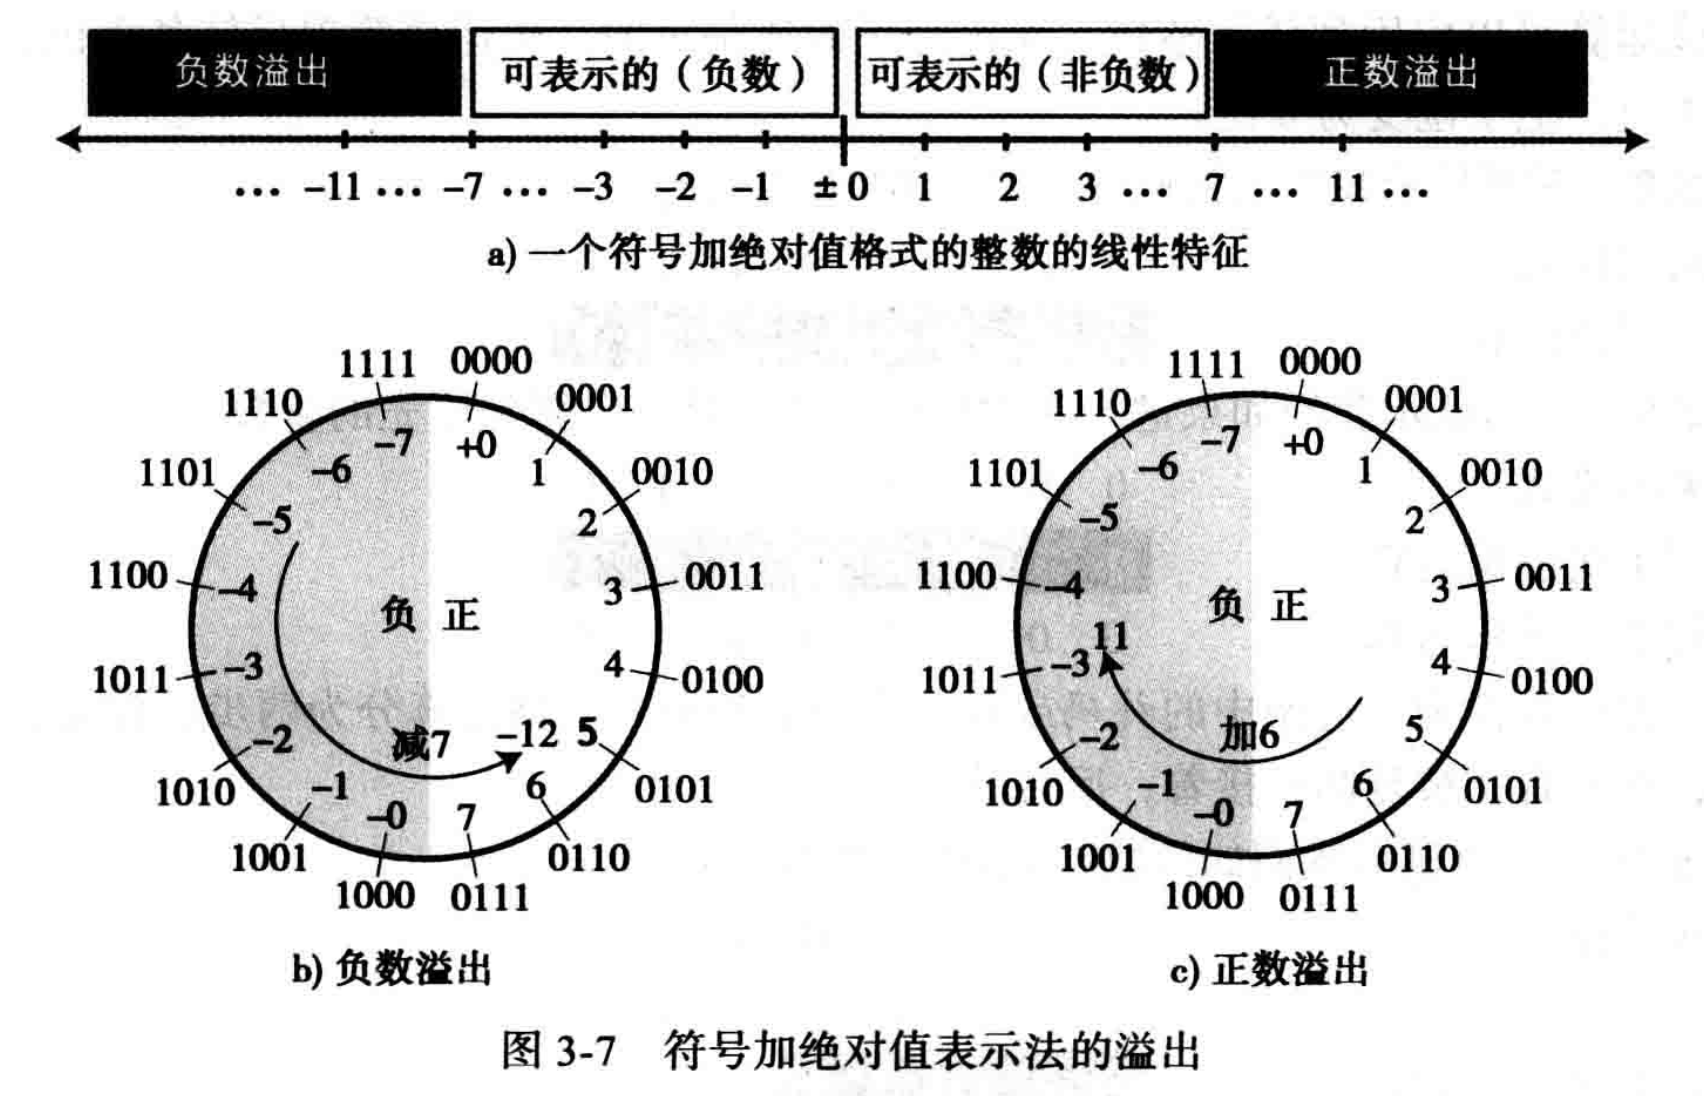 负数溢出 可表示的（负数） 可表示的（非负数） 正数溢出
… –11 … –7 … –3 –2 –1 ±0 1 2 3 … 7 … 11 …
a) 一个符号加绝对值格式的整数的线性特征
1111 0000
1110 0001
–7 +0
1101 –6 1 0010
–5 2
1100 –4 3 0011
负 正
1011 –3 4 0100
–2 减7 –12 5
1010 –1 6 0101
–0 7
1001 0110
1000 0111
b) 负数溢出
1111 0000
1110 0001
–7 +0
1101 –6 1 0010
–5 2
1100 –4 3 0011
负 正
11
1011 –3 4 0100
–2 加6 5
1010 –1 6 0101
–0 7
1001 0110
1000 0111
c) 正数溢出
图 3-7 符号加绝对值表示法的溢出